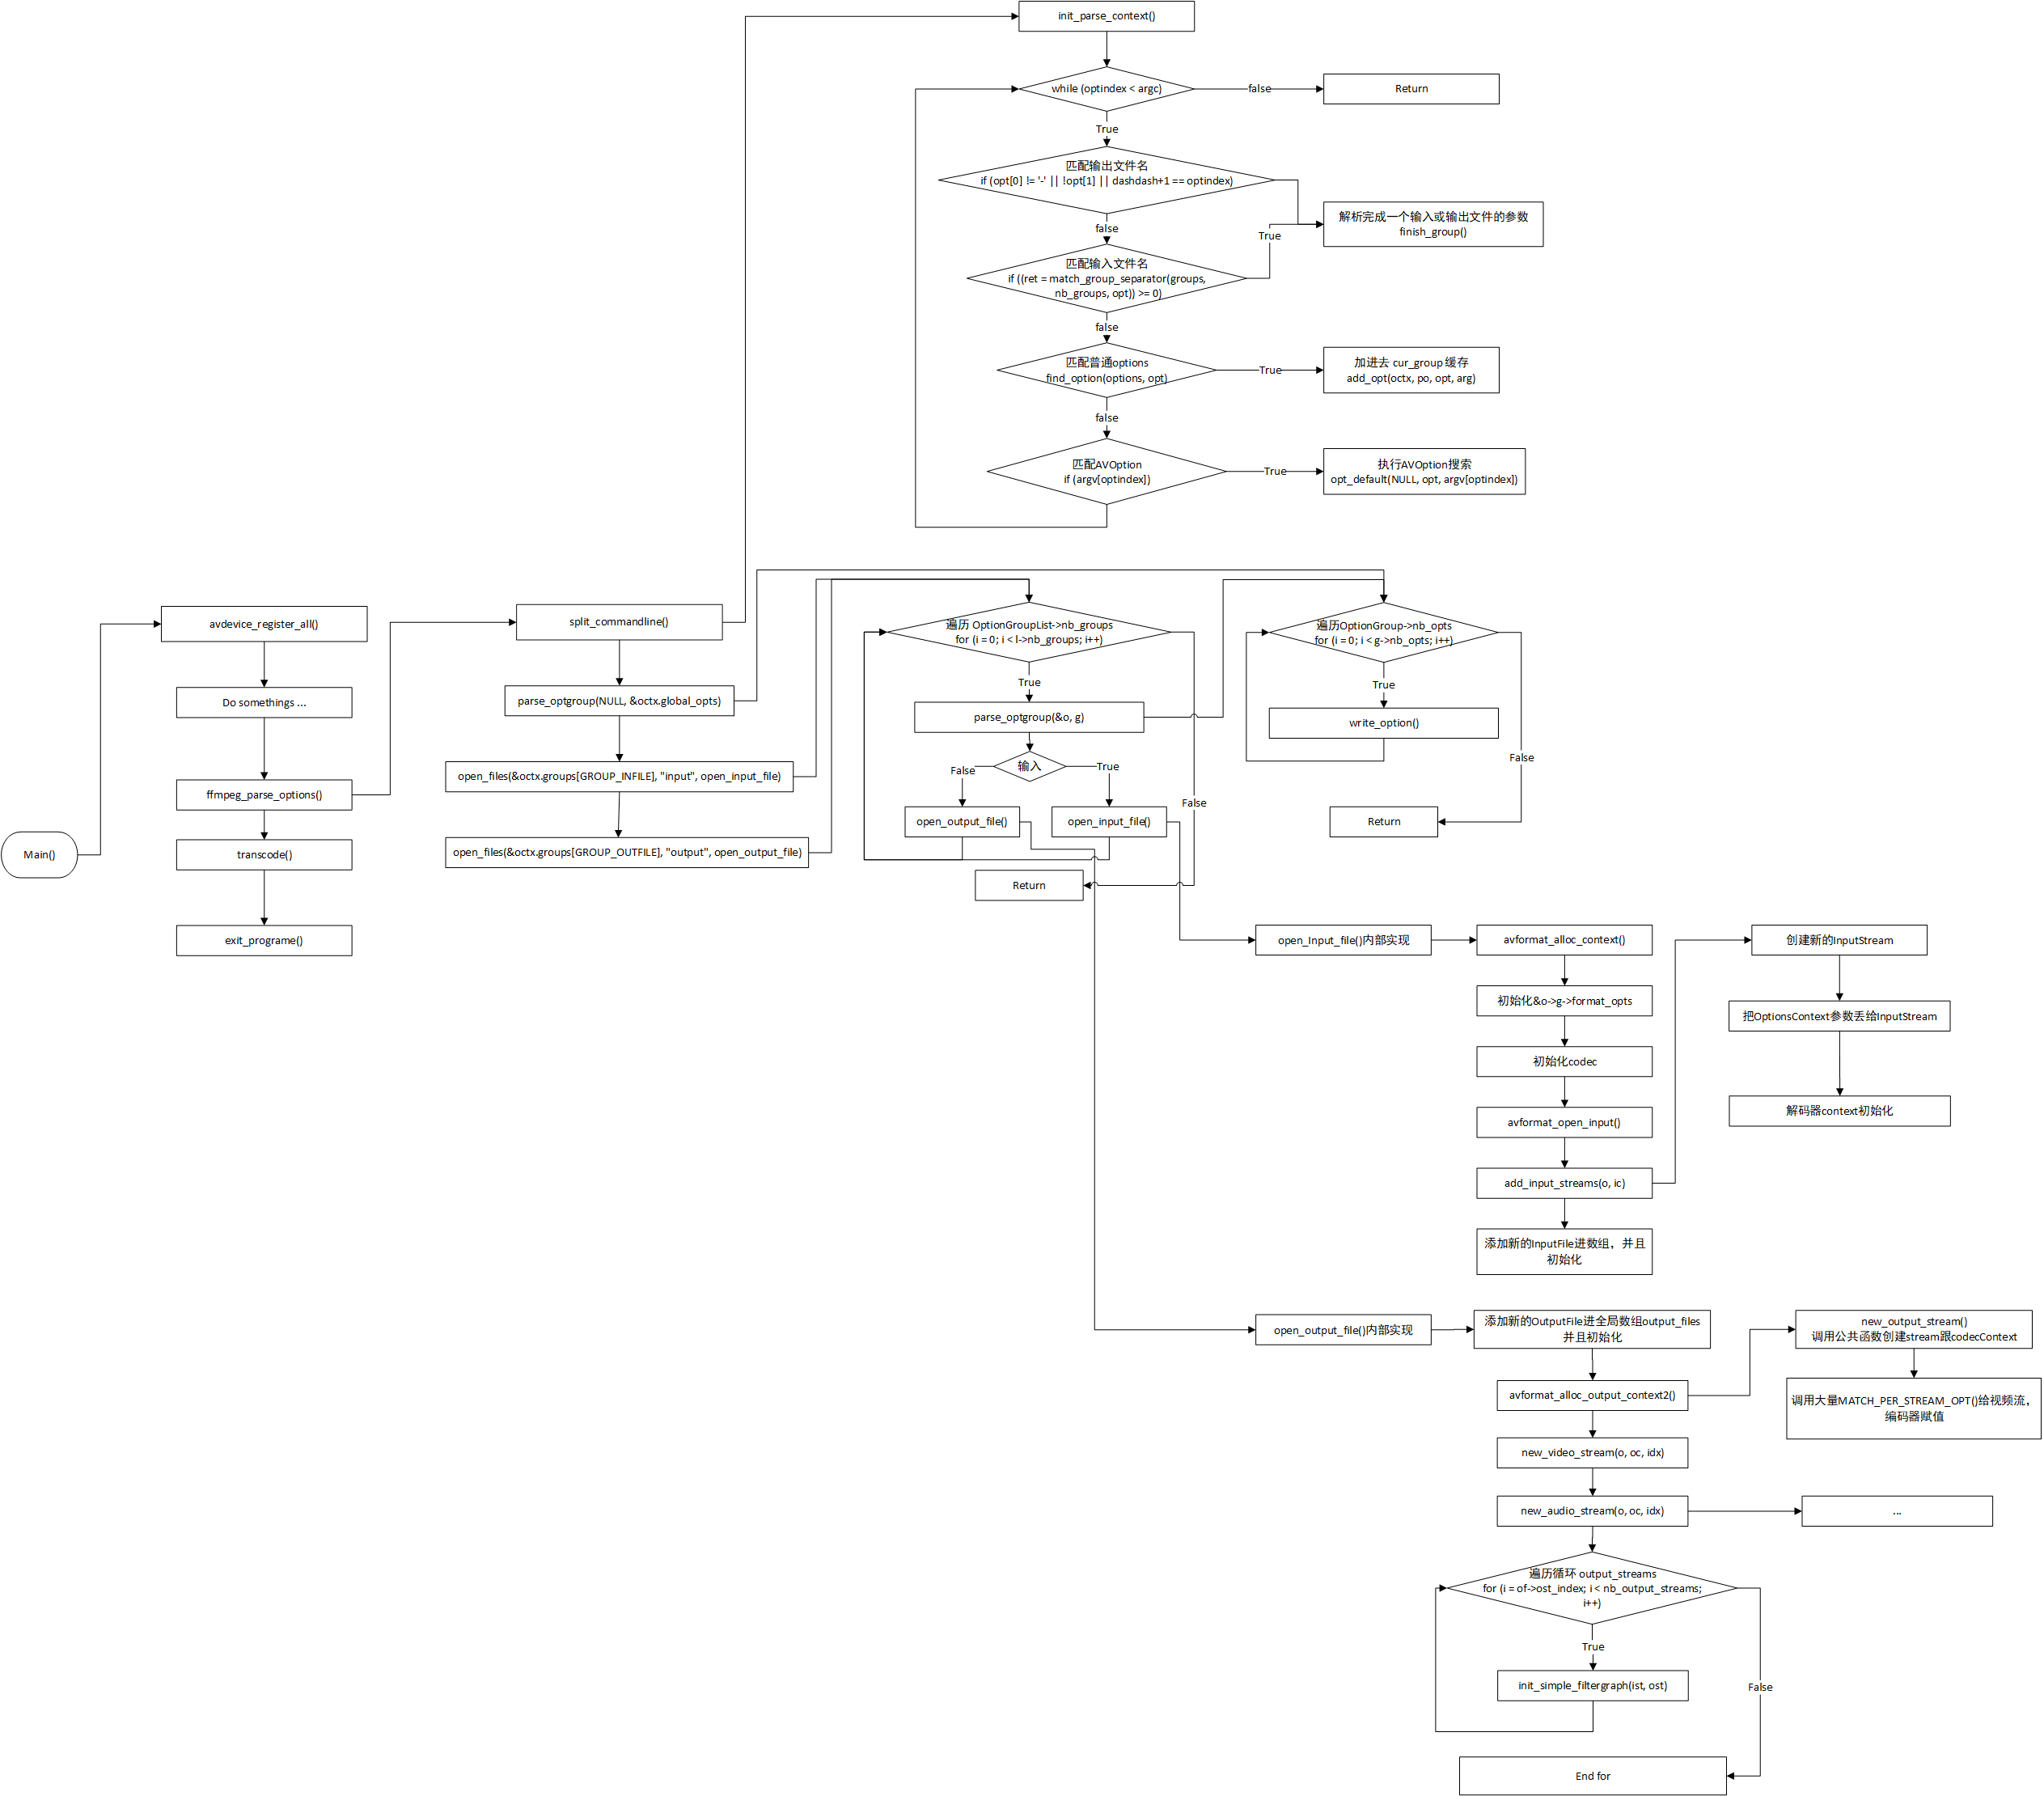 init_parse_context()
while (optindex < argc)
false
Return
True
匹配输出文件名
if (opt[0] != '-' || !opt[1] || dashdash+1 == optindex)
false
解析完成一个输入或输出文件的参数
finish_group()
True
匹配输入文件名
if ((ret = match_group_separator(groups,
nb_groups, opt)) >= 0)
false
匹配普通options
find_option(options, opt)
True
加进去 cur_group 缓存
add_opt(octx, po, opt, arg)
false
匹配AVOption
if (argv[optindex])
True
执行AVOption搜索
opt_default(NULL, opt, argv[optindex])
Main()
avdevice_register_all()
Do somethings ...
ffmpeg_parse_options()
transcode()
exit_programe()
split_commandline()
parse_optgroup(NULL, &octx.global_opts)
open_files(&octx.groups[GROUP_INFILE], "input", open_input_file)
open_files(&octx.groups[GROUP_OUTFILE], "output", open_output_file)
遍历 OptionGroupList->nb_groups
for (i = 0; i < l->nb_groups; i++)
True
parse_optgroup(&o, g)
输入
False
True
open_output_file()
open_input_file()
False
Return
遍历OptionGroup->nb_opts
for (i = 0; i < g->nb_opts; i++)
True
write_option()
False
Return
open_Input_file()内部实现
avformat_alloc_context()
初始化&o->g->format_opts
初始化codec
avformat_open_input()
add_input_streams(o, ic)
添加新的InputFile进数组，并且
初始化
创建新的InputStream
把OptionsContext参数丢给InputStream
解码器context初始化
open_output_file()内部实现
添加新的OutputFile进全局数组output_files
并且初始化
avformat_alloc_output_context2()
new_video_stream(o, oc, idx)
new_audio_stream(o, oc, idx)
new_output_stream()
调用公共函数创建stream跟codecContext
调用大量MATCH_PER_STREAM_OPT()给视频流，
编码器赋值
...
遍历循环 output_streams
for (i = of->ost_index; i < nb_output_streams;
i++)
True
init_simple_filtergraph(ist, ost)
False
End for